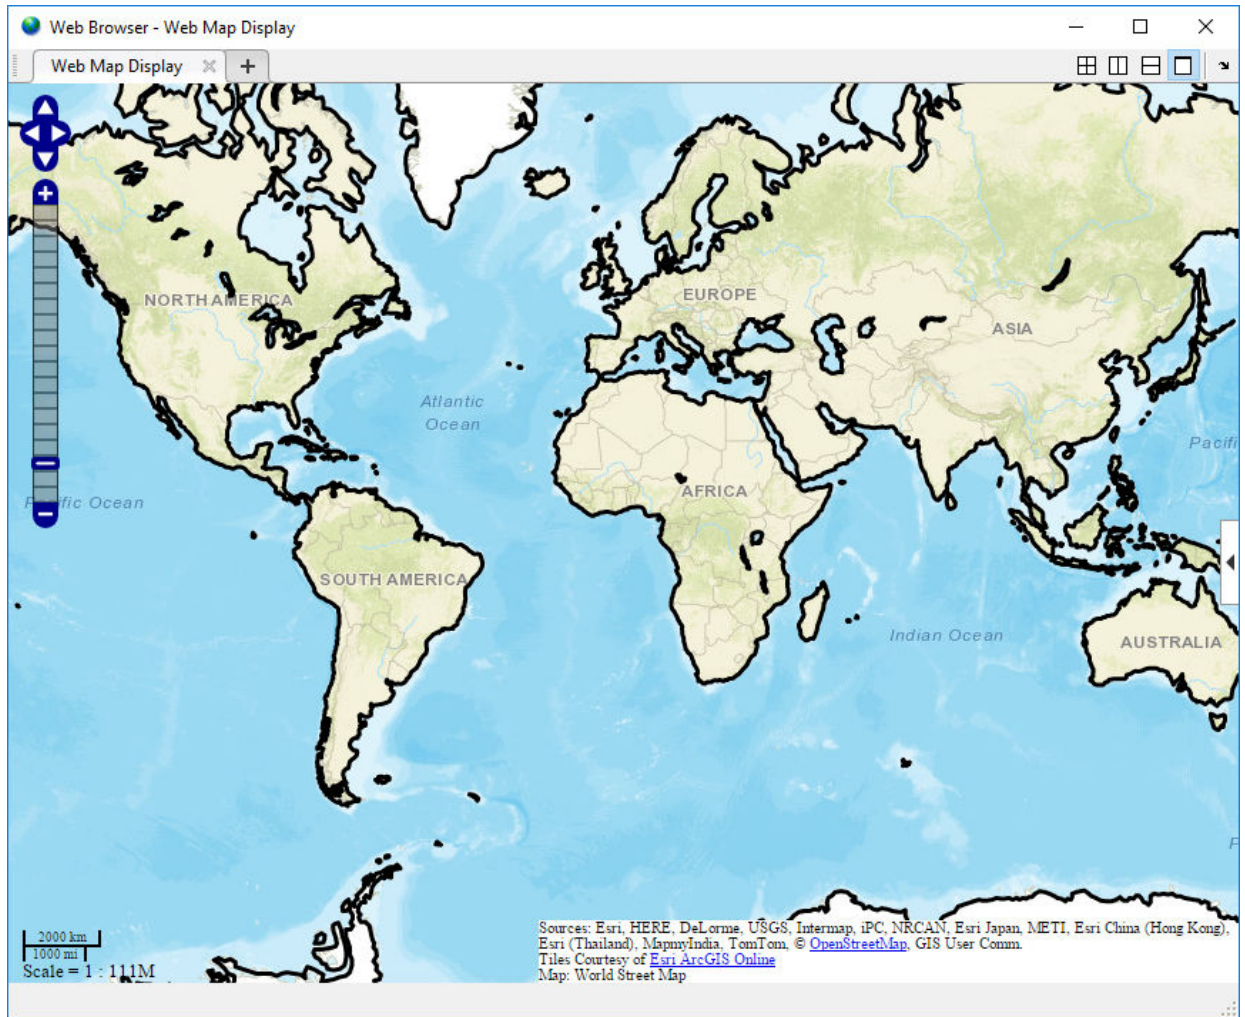 Web Browser - Web Map Display
Web Map Display
NORTH AMERICA
EUROPE
ASIA
Atlantic
Ocean
Pacifi
AFRICA
Pacific Ocean
SOUTH AMERICA
Indian Ocean
AUSTRALIA
P
2000 km
1000 mi
Scale = 1 : 111M
Sources: Esri, HERE, DeLorme, USGS, Intermap, iPC, NRCAN, Esri Japan, METI, Esri China (Hong Kong),
Esri (Thailand), MapmyIndia, TomTom, © OpenStreetMap, GIS User Comm.
Tiles Courtesy of Esri ArcGIS Online
Map: World Street Map